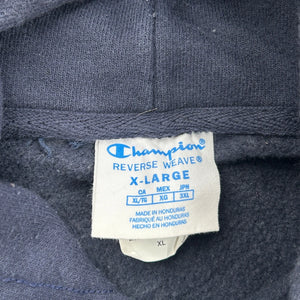 Champion
REVERSE WEAVE®
X-LARGE
CA MEX JPN
XL/TG XG 3XL
MADE IN HONDURAS
FABRIQUÉ AU HONDURAS
HECHO EN HONDURAS
XL